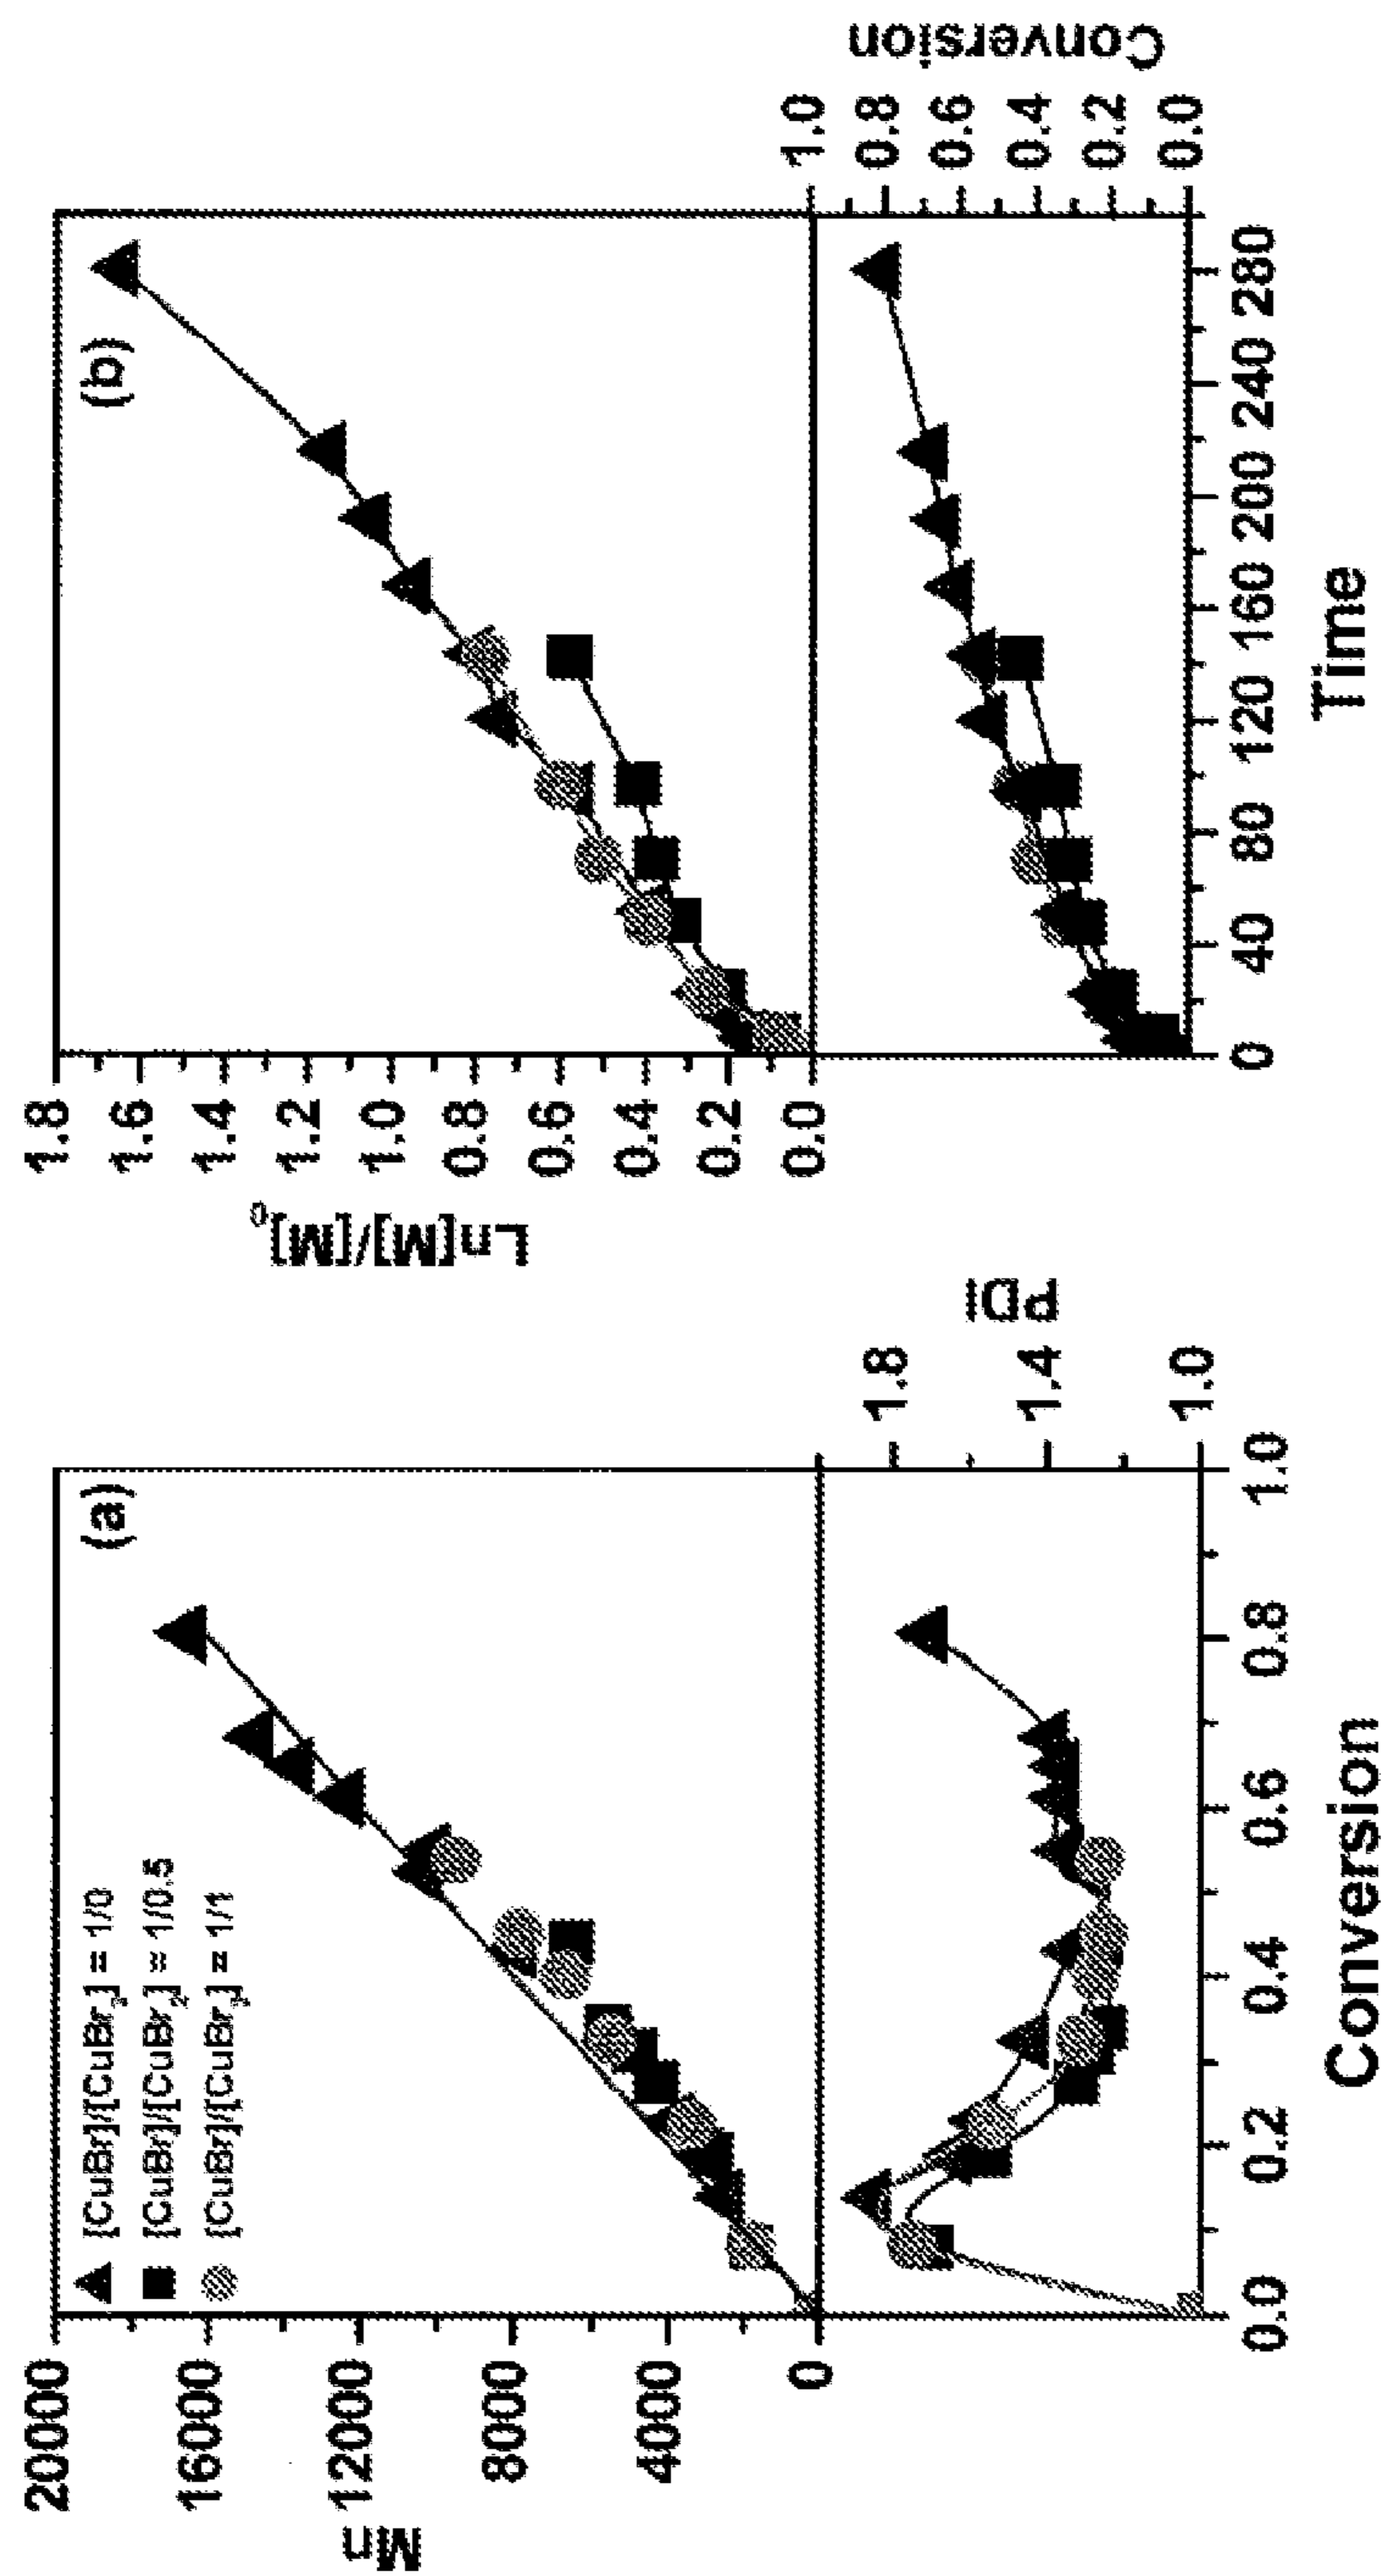 (a)
[CuBr]/[CuBr₂] = 1/0
[CuBr]/[CuBr₂] = 1/0.5
[CuBr]/[CuBr₂] = 1/1
20000
16000
12000
8000
4000
0
Mn
1.8
1.4
1.0
PDI
0.0 0.2 0.4 0.6 0.8 1.0
Conversion
(b)
1.8
1.6
1.4
1.2
1.0
0.8
0.6
0.4
0.2
0.0
Ln[M]/[M]₀
1.0
0.8
0.6
0.4
0.2
0.0
Conversion
0 40 80 120 160 200 240 280
Time